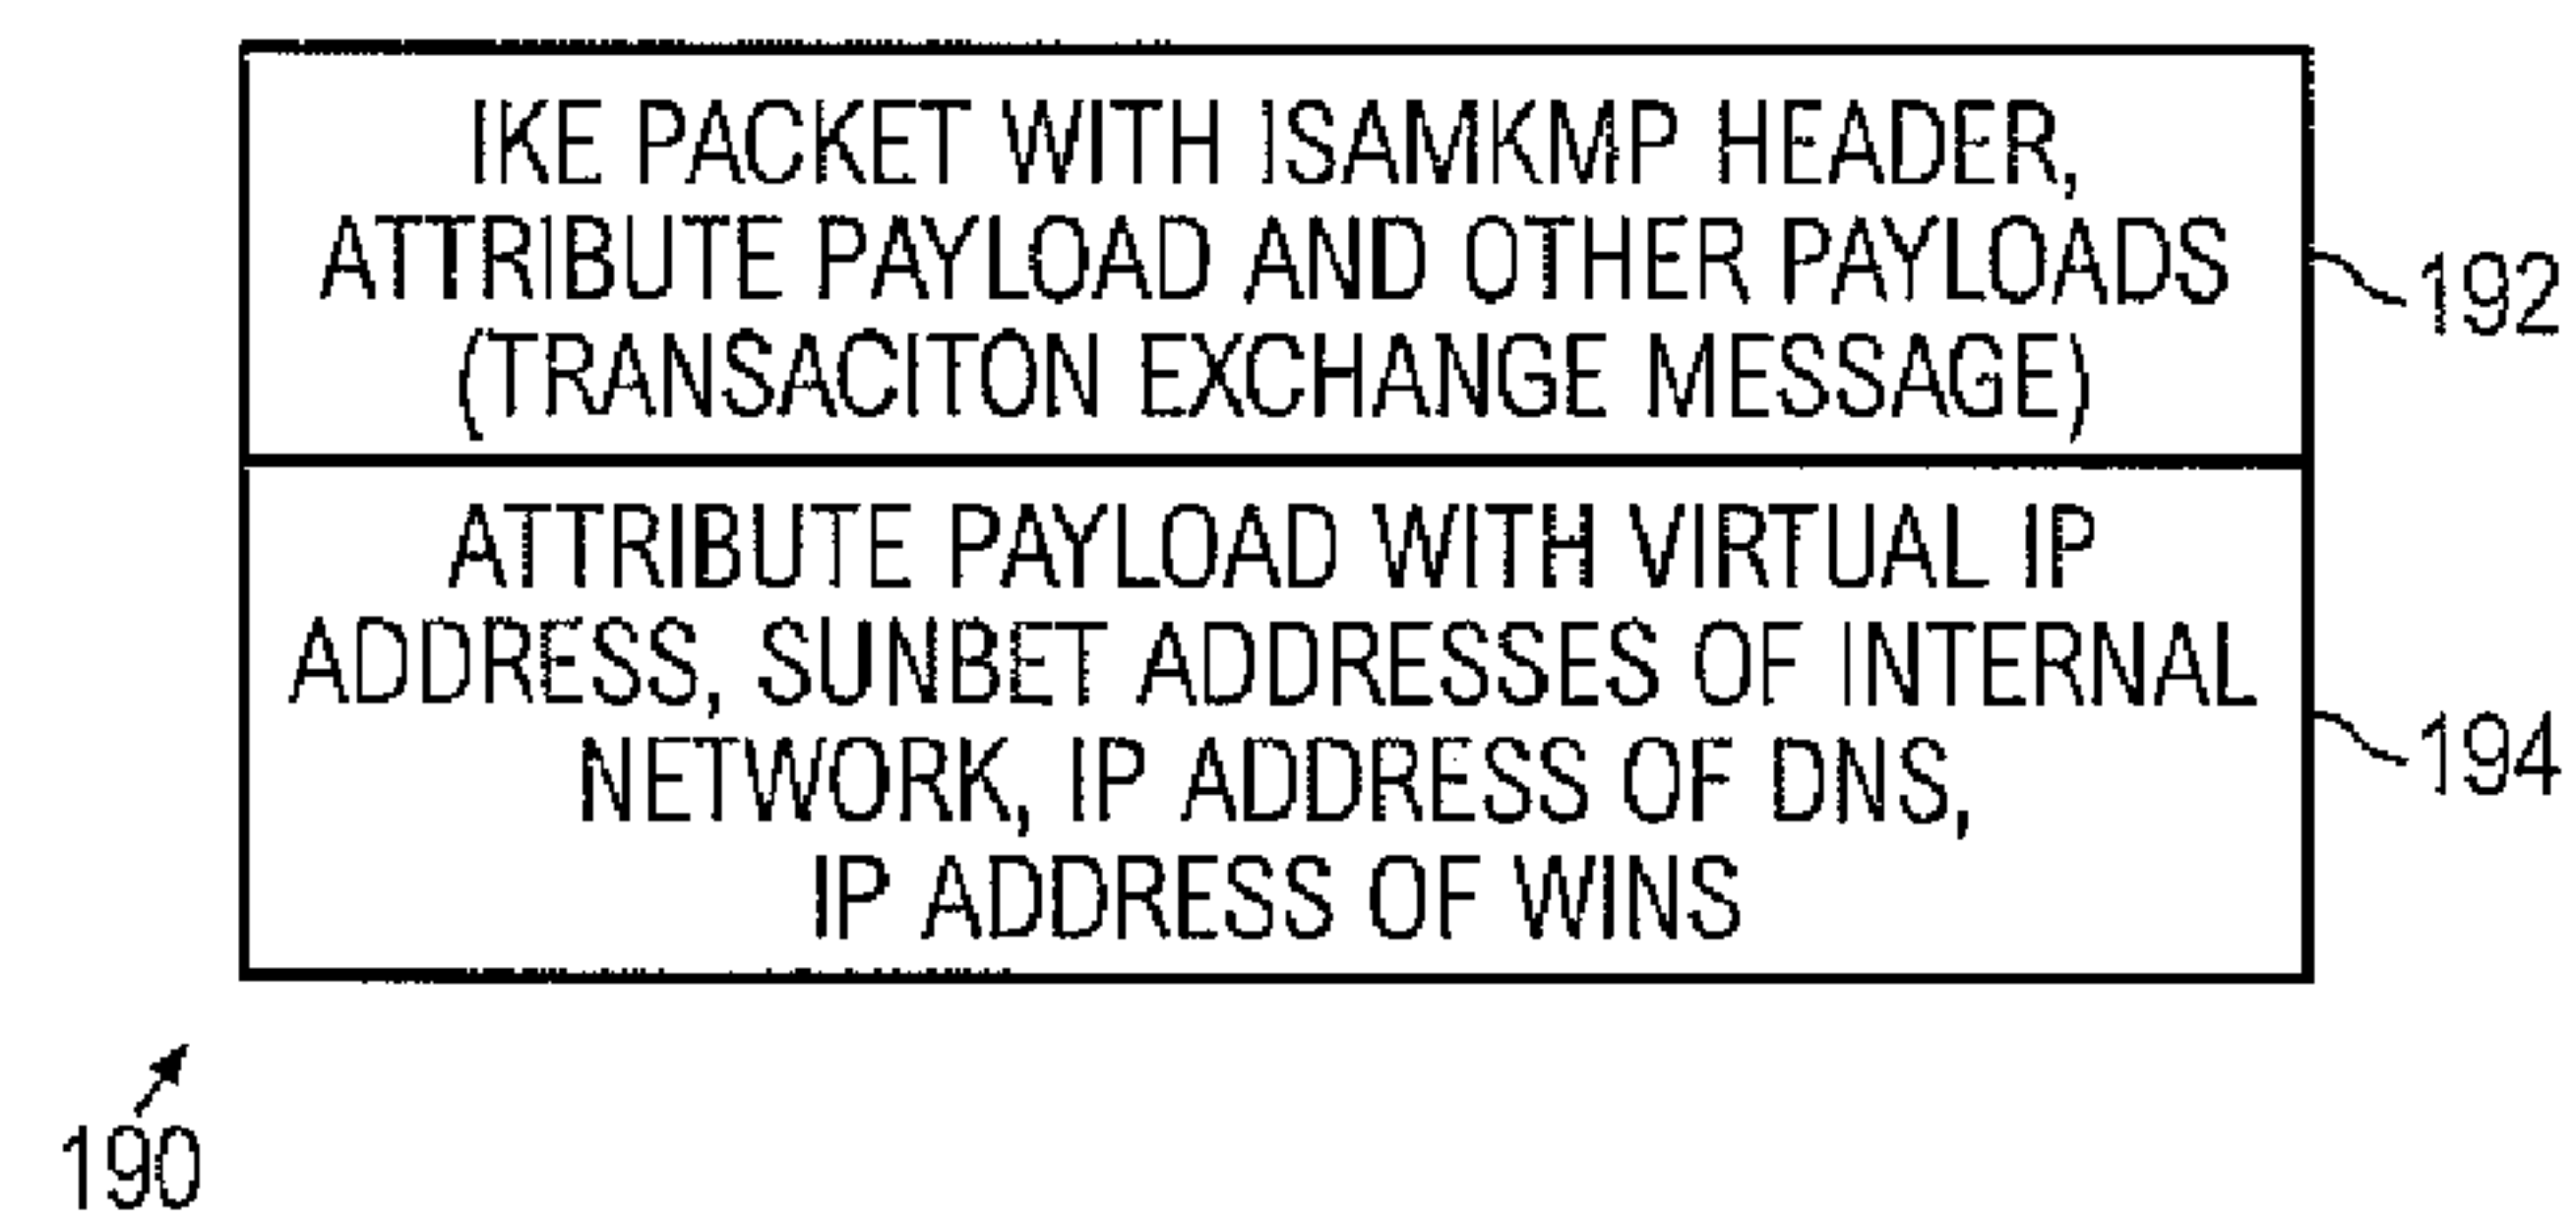 IKE PACKET WITH ISAMKMP HEADER,
ATTRIBUTE PAYLOAD AND OTHER PAYLOADS
(TRANSACITON EXCHANGE MESSAGE)
192
ATTRIBUTE PAYLOAD WITH VIRTUAL IP
ADDRESS, SUNBET ADDRESSES OF INTERNAL
NETWORK, IP ADDRESS OF DNS,
IP ADDRESS OF WINS
194
190